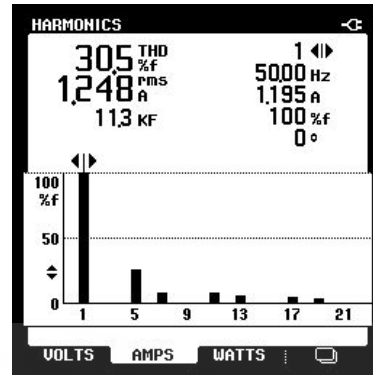 HARMONICS
30,5 THD %f
1,248 rms A
11,3 KF
1
50,00 Hz
1,195 A
100 %f
0 °
100
%f
50
0
1 5 9 13 17 21
VOLTS AMPS WATTS